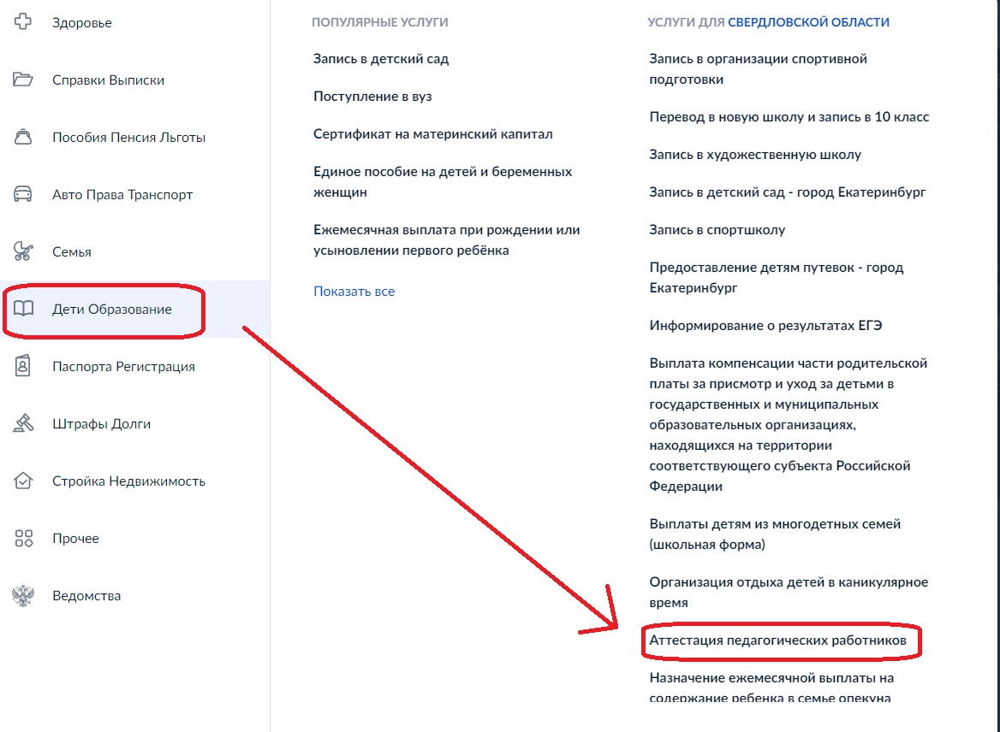 Здоровье
Справки Выписки
Пособия Пенсия Льготы
Авто Права Транспорт
Семья
Дети Образование
Паспорта Регистрация
Штрафы Долги
Стройка Недвижимость
Прочее
Ведомства
ПОПУЛЯРНЫЕ УСЛУГИ
Запись в детский сад
Поступление в вуз
Сертификат на материнский капитал
Единое пособие на детей и беременных
женщин
Ежемесячная выплата при рождении или
усыновлении первого ребёнка
Показать все
УСЛУГИ ДЛЯ СВЕРДЛОВСКОЙ ОБЛАСТИ
Запись в организации спортивной
подготовки
Перевод в новую школу и запись в 10 класс
Запись в художественную школу
Запись в детский сад - город Екатеринбург
Запись в спортшколу
Предоставление детям путевок - город
Екатеринбург
Информирование о результатах ЕГЭ
Выплата компенсации части родительской
платы за присмотр и уход за детьми в
государственных и муниципальных
образовательных организациях,
находящихся на территории
соответствующего субъекта Российской
Федерации
Выплаты детям из многодетных семей
(школьная форма)
Организация отдыха детей в каникулярное
время
Аттестация педагогических работников
Назначение ежемесячной выплаты на
содержание ребенка в семье опекуна